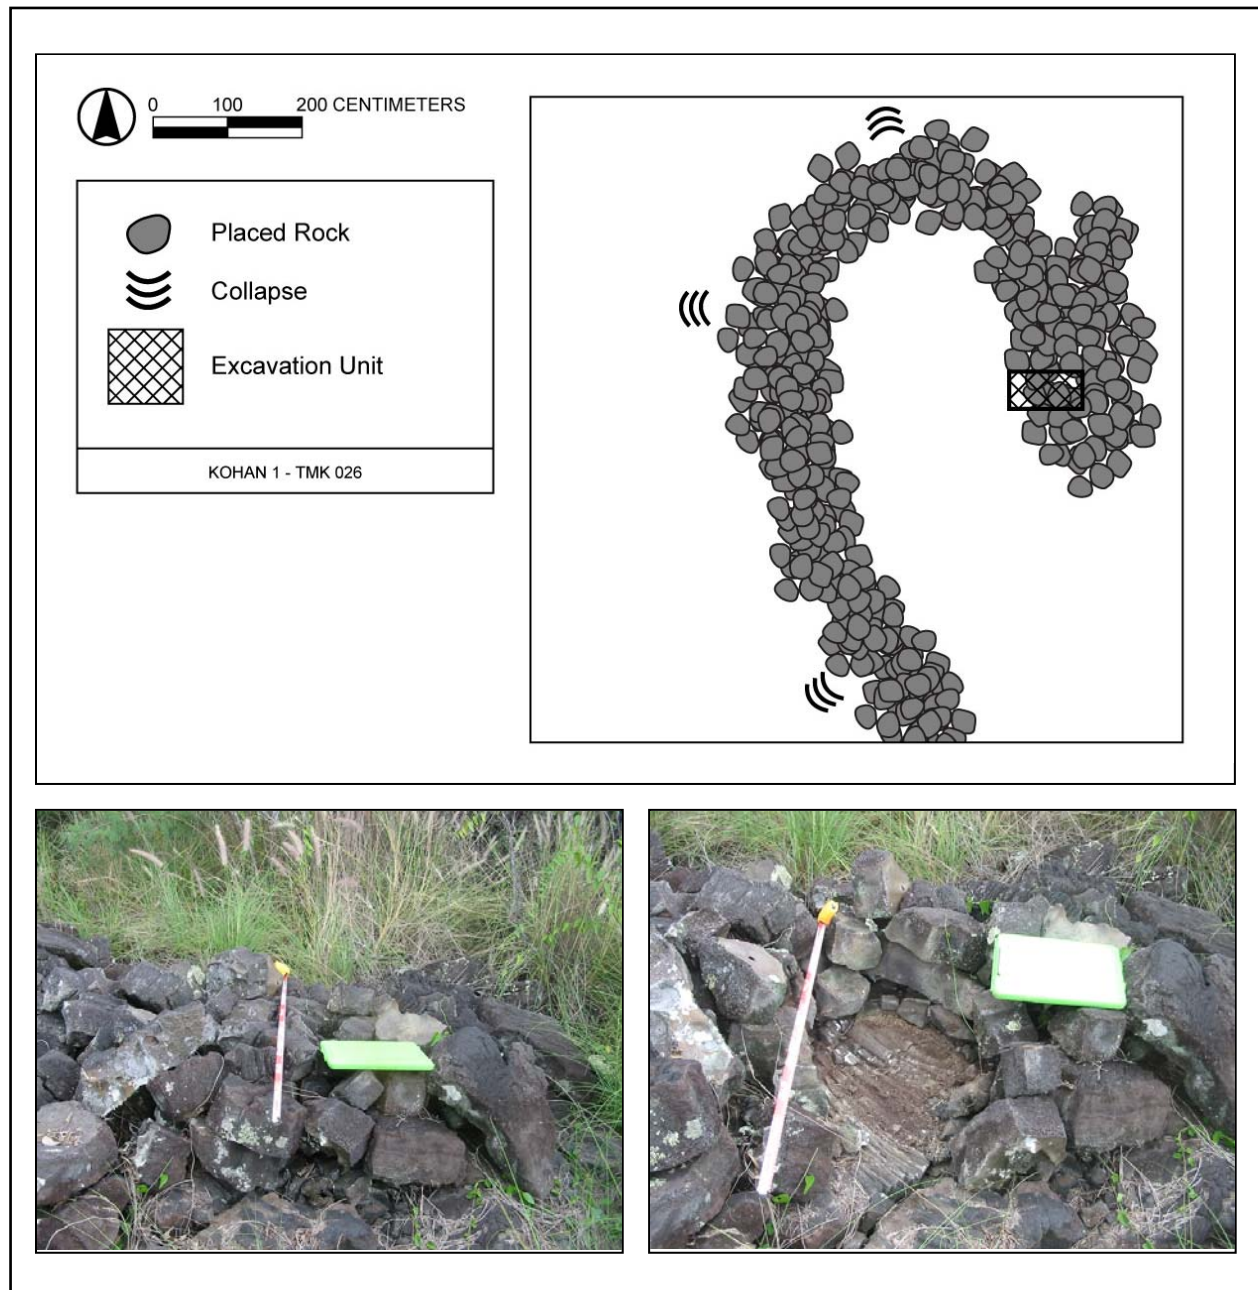 0 100 200 CENTIMETERS
Placed Rock
Collapse
Excavation Unit
KOHAN 1 - TMK 026